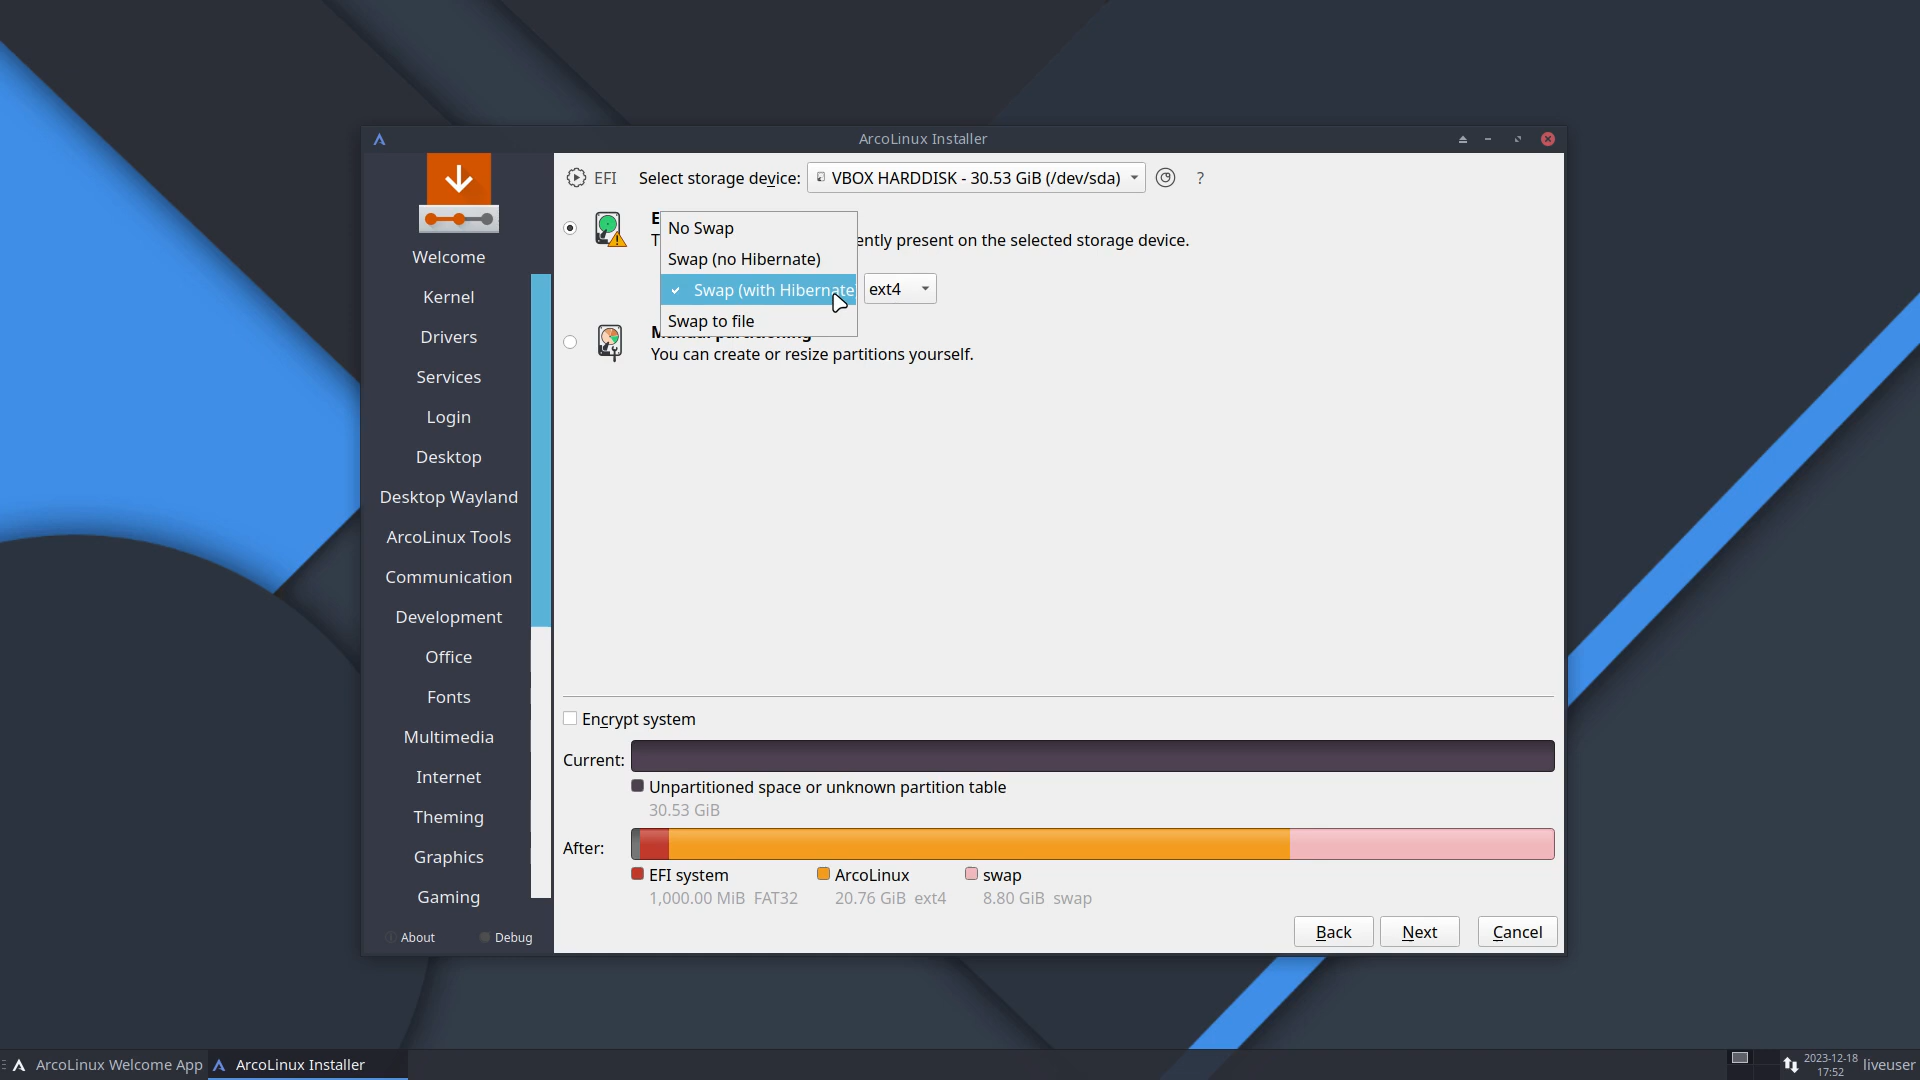 ArcoLinux Installer
Welcome
Kernel
Drivers
Services
Login
Desktop
Desktop Wayland
ArcoLinux Tools
Communication
Development
Office
Fonts
Multimedia
Internet
Theming
Graphics
Gaming
About
Debug
EFI
Select storage device:
VBOX HARDDISK - 30.53 GiB (/dev/sda)
?
No Swap
ently present on the selected storage device.
Swap (no Hibernate)
Swap (with Hibernate
ext4
Swap to file
You can create or resize partitions yourself.
Encrypt system
Current:
Unpartitioned space or unknown partition table
30.53 GiB
After:
EFI system
1,000.00 MiB FAT32
ArcoLinux
20.76 GiB ext4
swap
8.80 GiB swap
Back
Next
Cancel
ArcoLinux Welcome App
ArcoLinux Installer
2023-12-18
17:52
liveuser